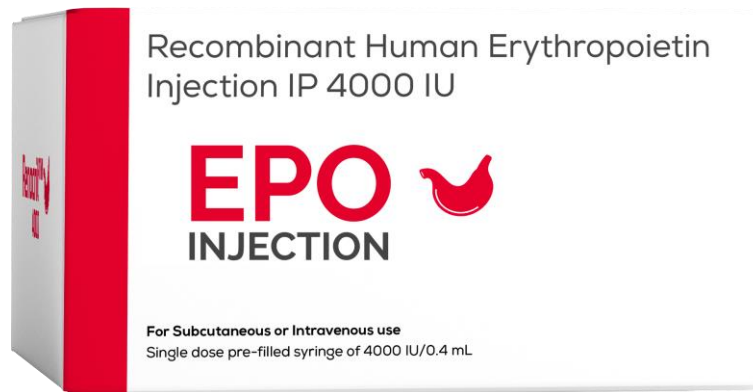 Recombinant Human Erythropoietin
Injection IP 4000 IU
EPO
INJECTION
For Subcutaneous or Intravenous use
Single dose pre-filled syringe of 4000 IU/0.4 mL